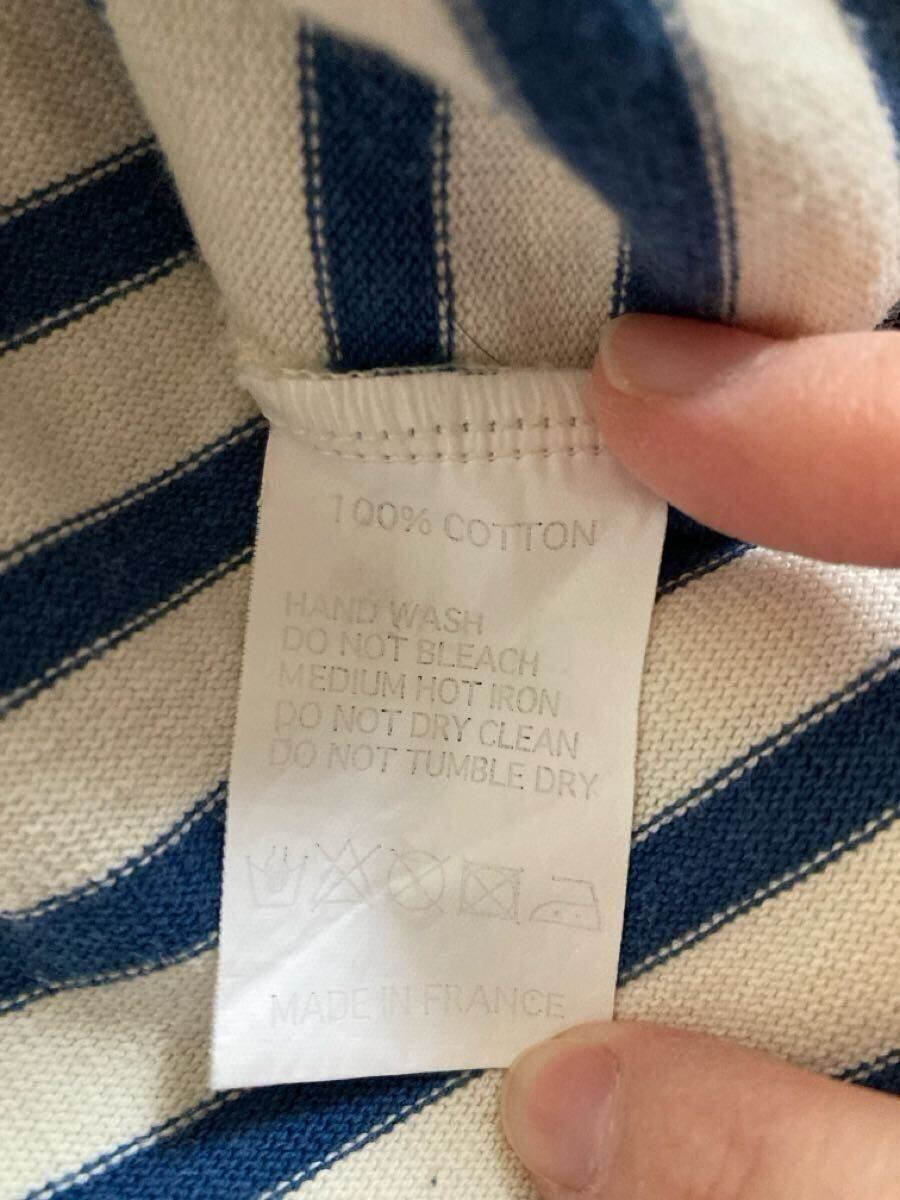 100% COTTON
HAND WASH
DO NOT BLEACH
MEDIUM HOT IRON
DO NOT DRY CLEAN
DO NOT TUMBLE DRY
MADE IN FRANCE